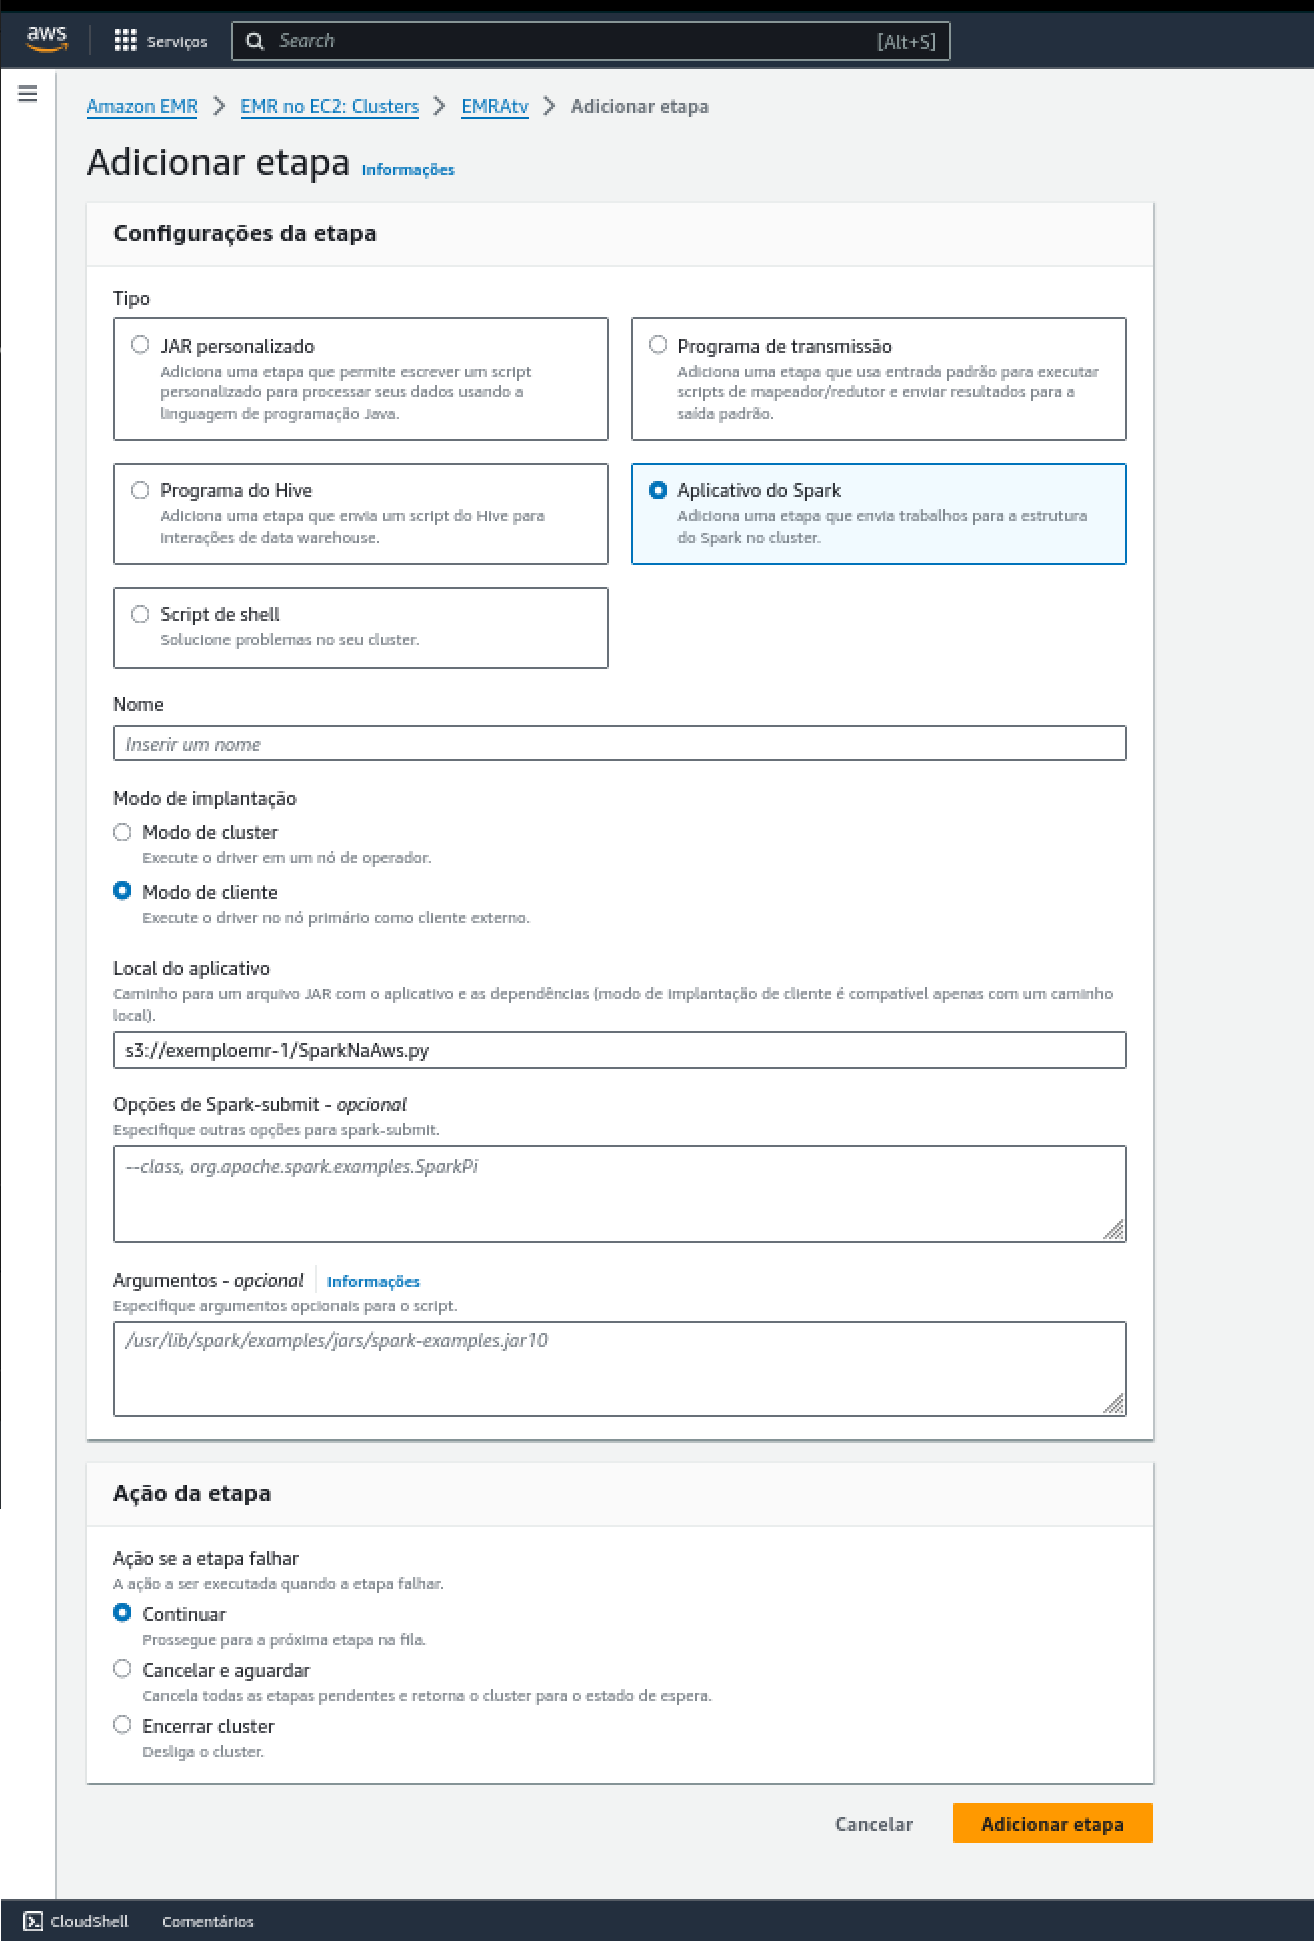 aws
Serviços
Search
[Alt+S]
Amazon EMR > EMR no EC2: Clusters > EMRAtv > Adicionar etapa
Adicionar etapa Informações
Configurações da etapa
Tipo
JAR personalizado
Adiciona uma etapa que permite escrever um script
personalizado para processar seus dados usando a
linguagem de programação Java.
Programa de transmissão
Adiciona uma etapa que usa entrada padrão para executar
scripts de mapeador/redutor e enviar resultados para a
saída padrão.
Programa do Hive
Adiciona uma etapa que envia um script do Hive para
interações de data warehouse.
Aplicativo do Spark
Adiciona uma etapa que envia trabalhos para a estrutura
do Spark no cluster.
Script de shell
Solucione problemas no seu cluster.
Nome
Inserir um nome
Modo de implantação
Modo de cluster
Execute o driver em um nó de operador.
Modo de cliente
Execute o driver no nó primário como cliente externo.
Local do aplicativo
Caminho para um arquivo JAR com o aplicativo e as dependências (modo de implantação de cliente é compatível apenas com um caminho
local).
s3://exemploemr-1/SparkNaAws.py
Opções de Spark-submit - opcional
Especifique outras opções para spark-submit.
--class, org.apache.spark.examples.SparkPi
Argumentos - opcional Informações
Especifique argumentos opcionais para o script.
/usr/lib/spark/examples/jars/spark-examples.jar10
Ação da etapa
Ação se a etapa falhar
A ação a ser executada quando a etapa falhar.
Continuar
Prossegue para a próxima etapa na fila.
Cancelar e aguardar
Cancela todas as etapas pendentes e retorna o cluster para o estado de espera.
Encerrar cluster
Desliga o cluster.
Cancelar
Adicionar etapa
CloudShell
Comentários